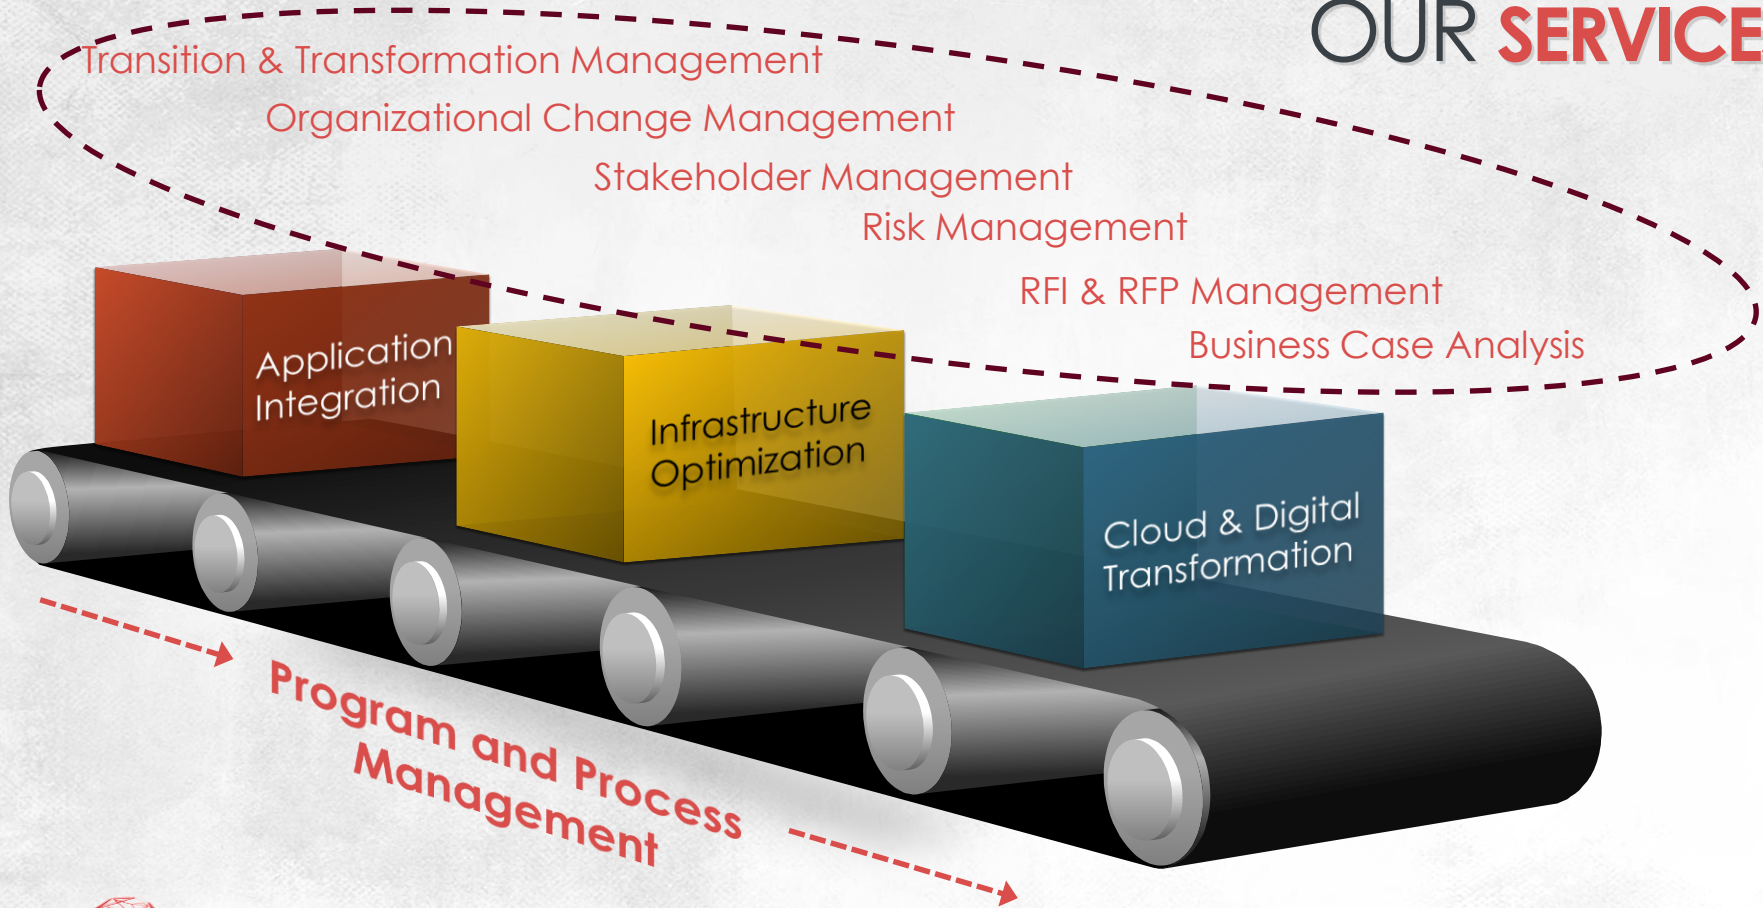 OUR SERVICE
Transition & Transformation Management
Organizational Change Management
Stakeholder Management
Risk Management
RFI & RFP Management
Business Case Analysis
Application
Integration
Infrastructure
Optimization
Cloud & Digital
Transformation
Program and Process
Management